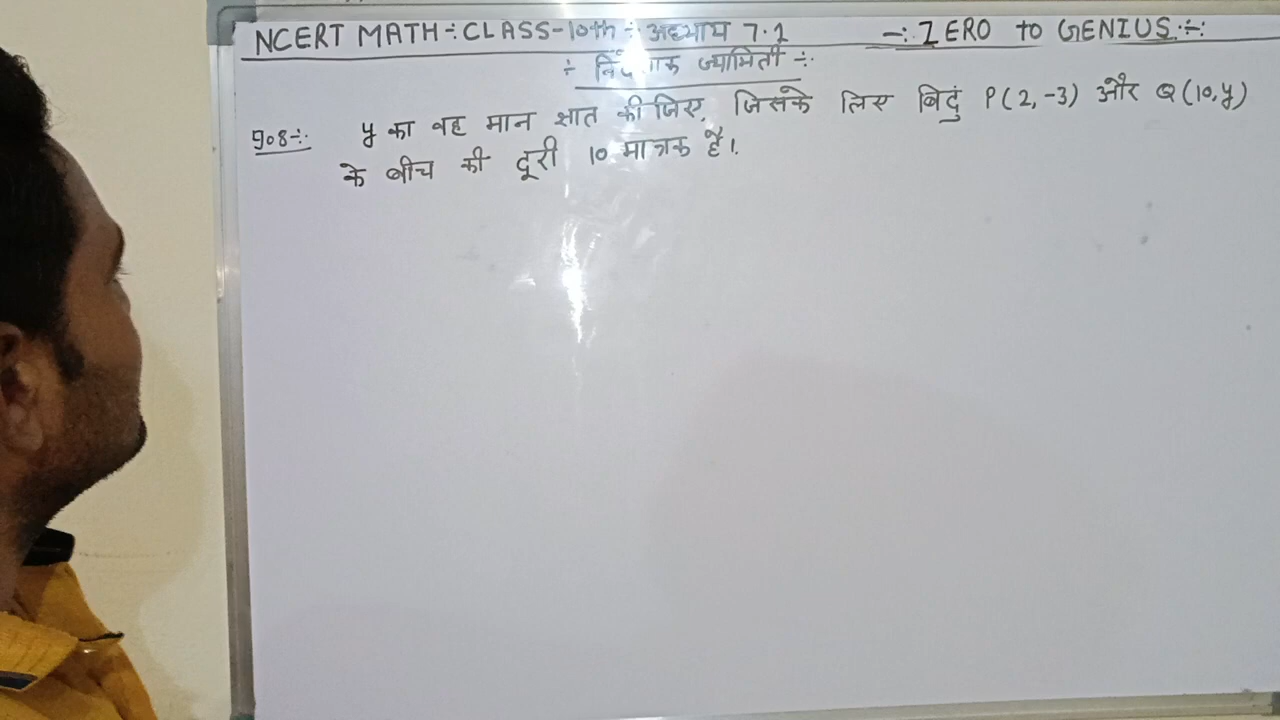 NCERT MATH÷CLASS-10th÷ अध्याय 7.1 -:ZERO to GENIUS÷:
÷ निर्देशांक ज्यामिती ÷:
प्र08÷: y का वह मान ज्ञात कीजिए, जिसके लिए बिदुं P(2,-3) और Q(10,y)
के बीच की दूरी 10 मात्रक है।.